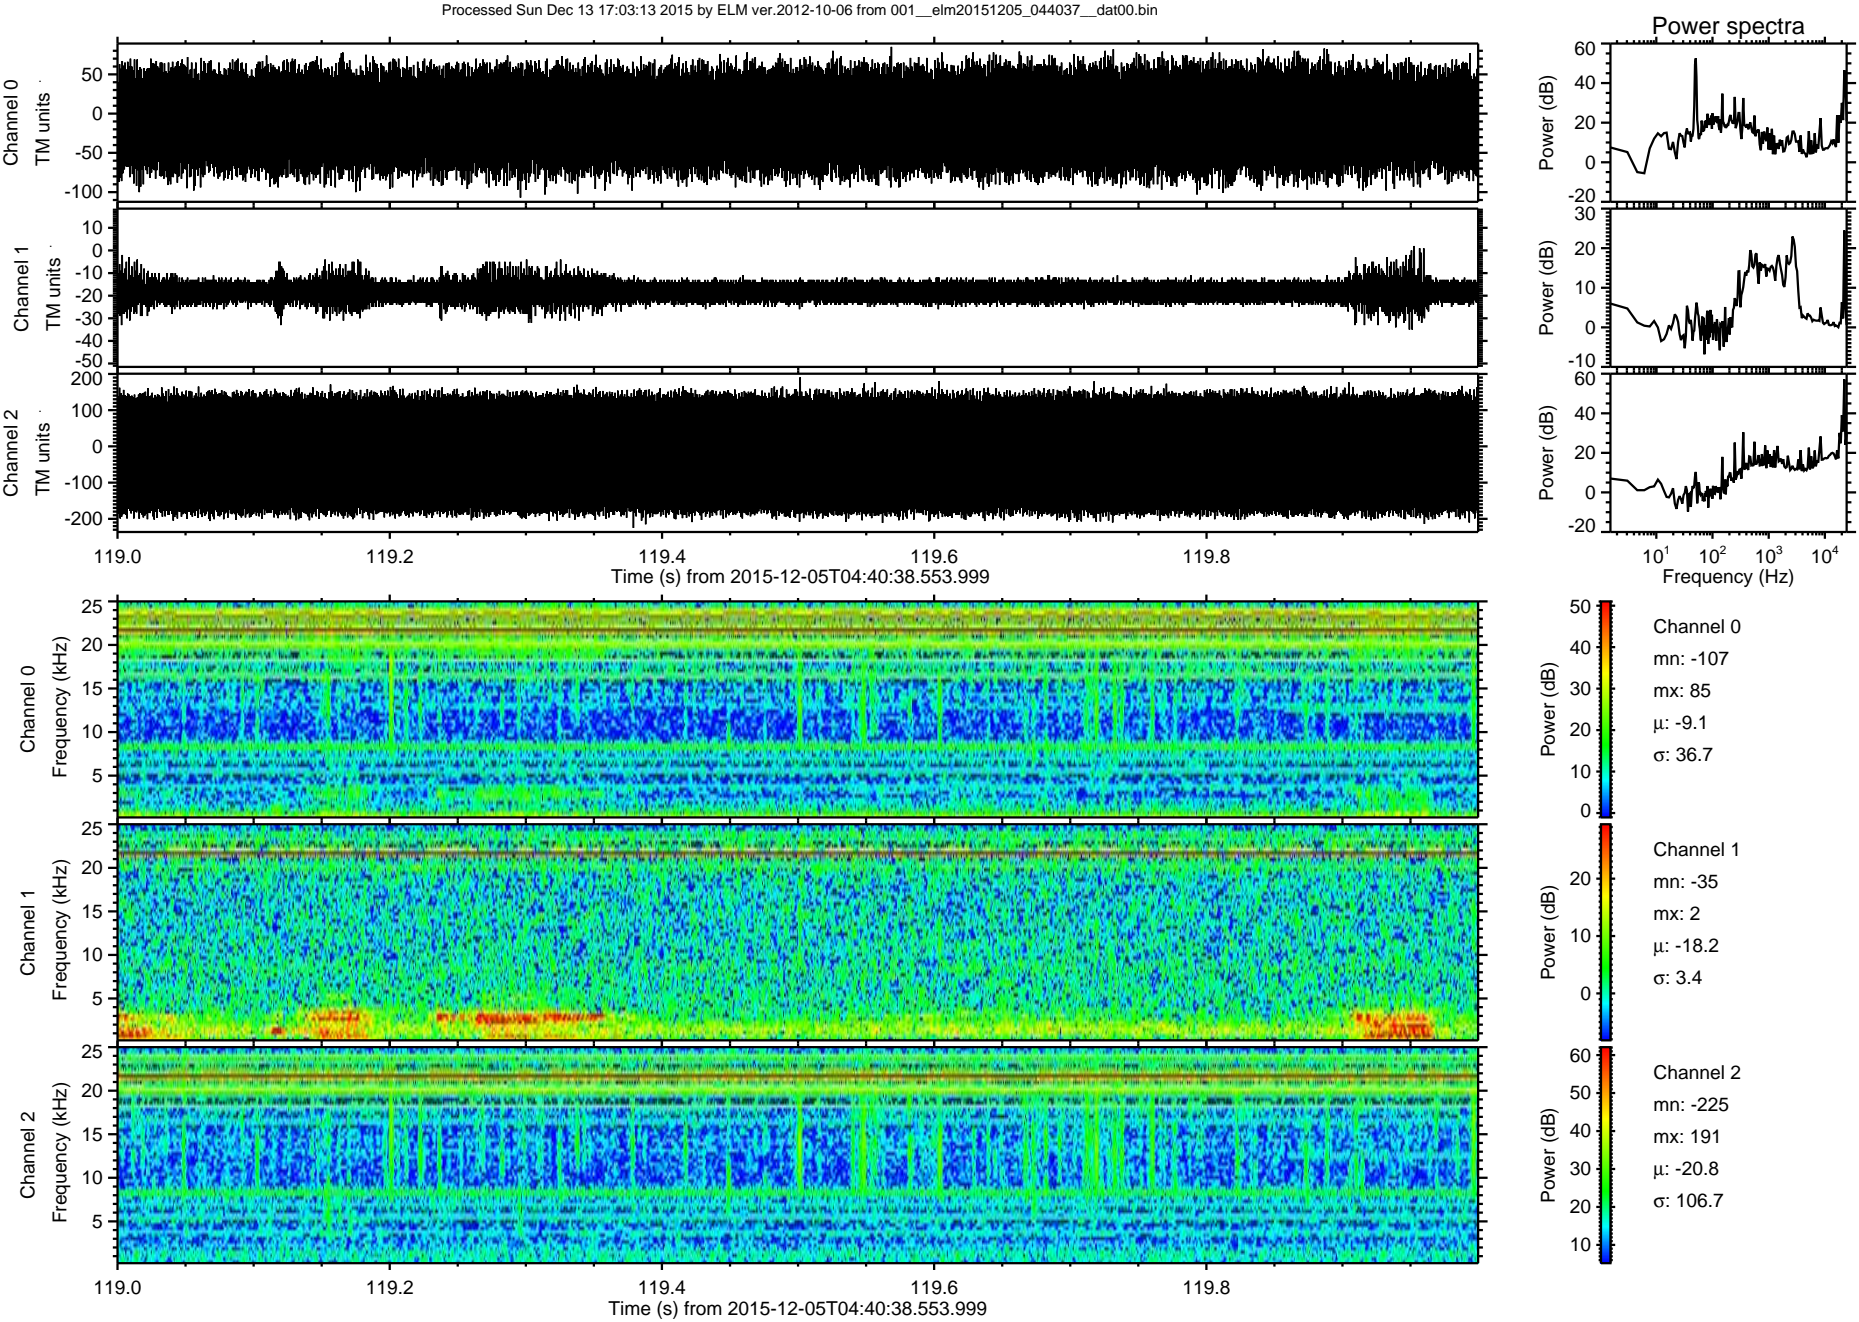 Processed Sun Dec 13 17:03:13 2015 by ELM ver.2012-10-06 from 001__elm20151205_044037__dat00.bin
Power spectra
Channel 0
TM units
50
0
-50
-100
Power (dB)
60
40
20
0
-20
Channel 1
TM units
10
0
-10
-20
-30
-40
-50
Power (dB)
30
20
10
0
-10
Channel 2
TM units
200
100
0
-100
-200
Power (dB)
60
40
20
0
-20
119.0 119.2 119.4 119.6 119.8
Time (s) from 2015-12-05T04:40:38.553.999
10¹ 10² 10³ 10⁴
Frequency (Hz)
Channel 0
Frequency (kHz)
25
20
15
10
5
Power (dB)
50
40
30
20
10
0
Channel 0
mn: -107
mx: 85
μ: -9.1
σ: 36.7
Channel 1
Frequency (kHz)
25
20
15
10
5
Power (dB)
20
10
0
Channel 1
mn: -35
mx: 2
μ: -18.2
σ: 3.4
Channel 2
Frequency (kHz)
25
20
15
10
5
Power (dB)
60
50
40
30
20
10
Channel 2
mn: -225
mx: 191
μ: -20.8
σ: 106.7
119.0 119.2 119.4 119.6 119.8
Time (s) from 2015-12-05T04:40:38.553.999